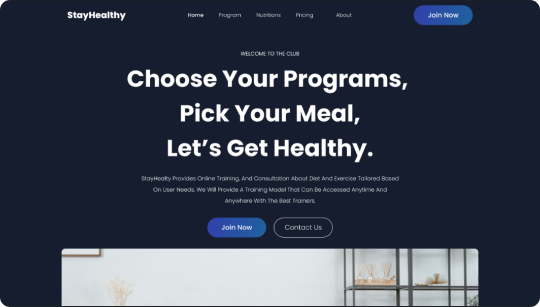 StayHealthy
Home Program Nutritions Pricing About
Join Now
WELCOME TO THE CLUB
Choose Your Programs,
Pick Your Meal,
Let's Get Healthy.
StayHealty Provides Online Training, And Consultation About Diet And Exercise Tailored Based
On User Needs. We Will Provide A Training Model That Can Be Accessed Anytime And
Anywhere With The Best Trainers.
Join Now Contact Us